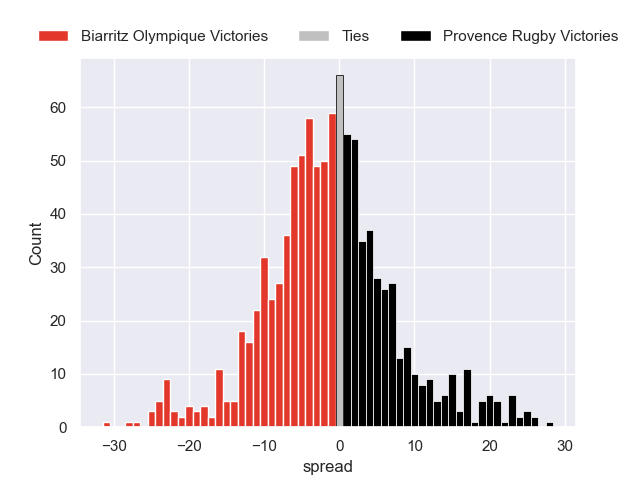 Biarritz Olympique Victories Ties Provence Rugby Victories
60
50
40
30
20
10
0
Count
−30 −20 −10 0 10 20 30
spread